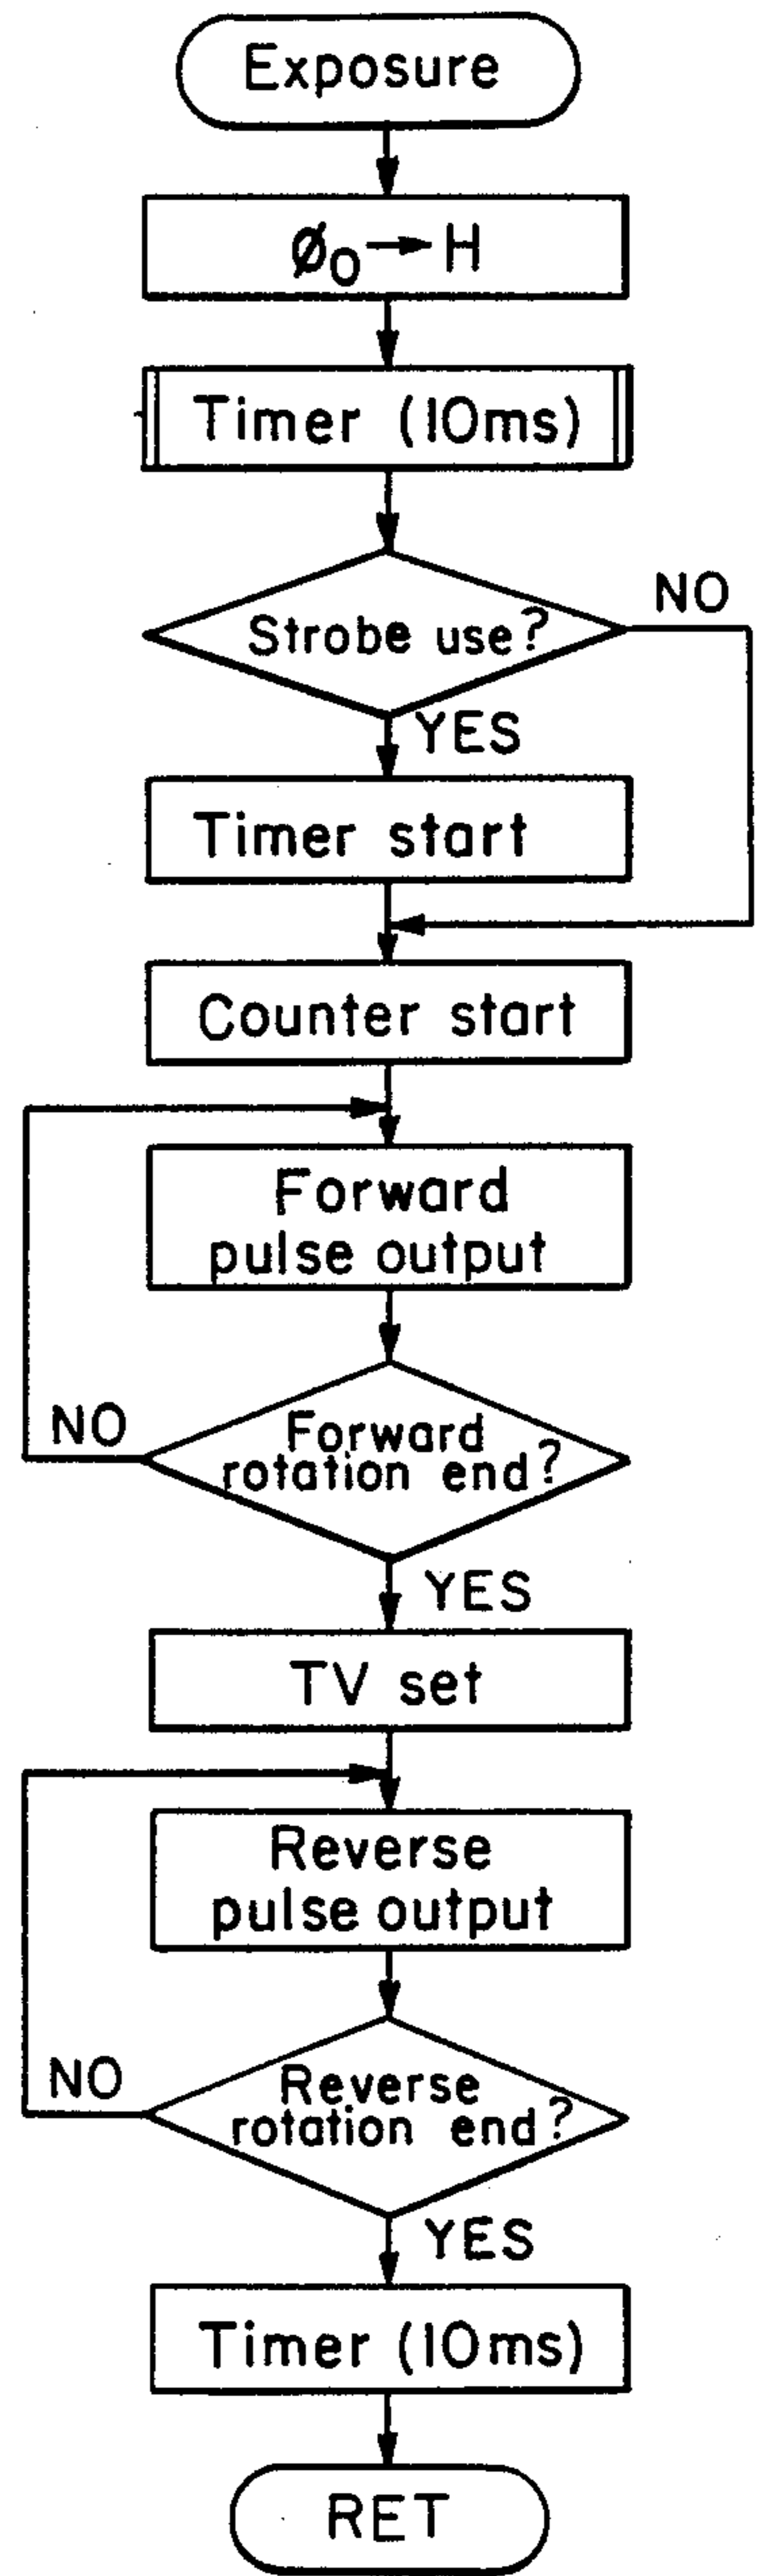 Exposure
Ø0→H
Timer (10ms)
Strobe use?
NO
YES
Timer start
Counter start
Forward
pulse output
Forward
rotation end?
NO
YES
TV set
Reverse
pulse output
Reverse
rotation end?
NO
YES
Timer (10ms)
RET